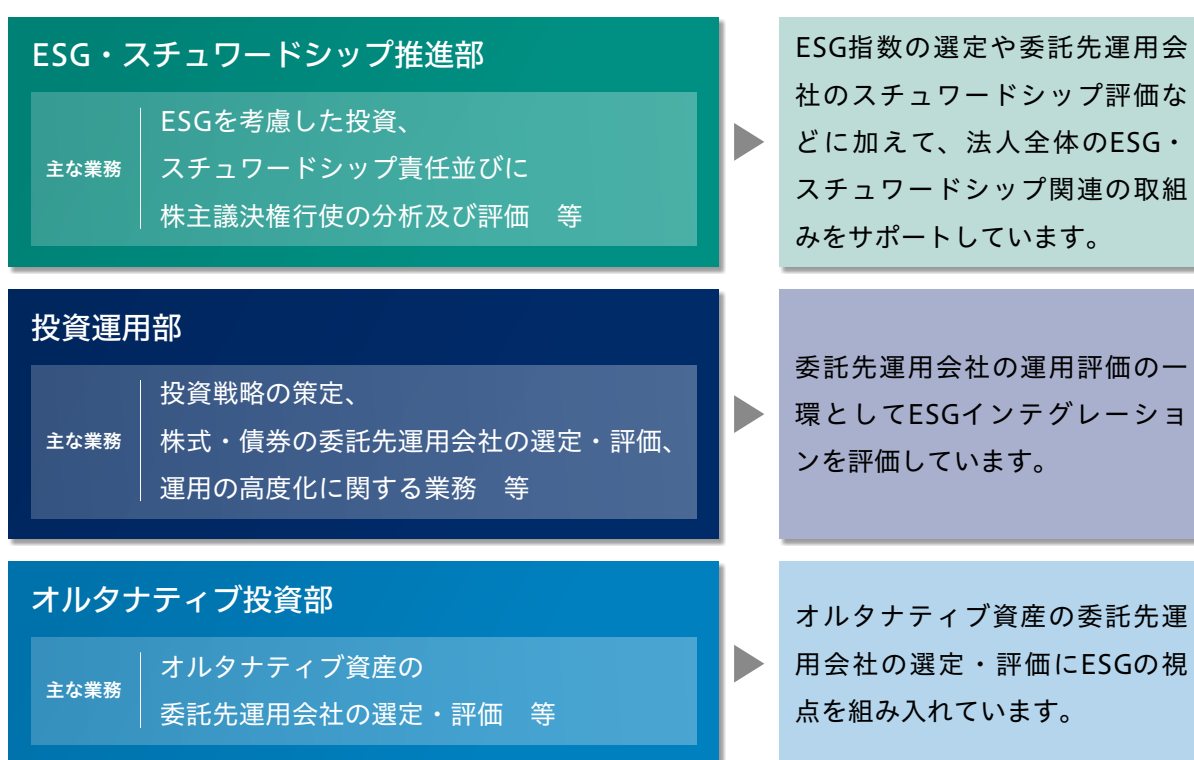 ESG・スチュワードシップ推進部
主な業務
ESGを考慮した投資、
スチュワードシップ責任並びに
株主議決権行使の分析及び評価　等
ESG指数の選定や委託先運用会
社のスチュワードシップ評価な
どに加えて、法人全体のESG・
スチュワードシップ関連の取組
みをサポートしています。
投資運用部
主な業務
投資戦略の策定、
株式・債券の委託先運用会社の選定・評価、
運用の高度化に関する業務　等
委託先運用会社の運用評価の一
環としてESGインテグレーショ
ンを評価しています。
オルタナティブ投資部
主な業務
オルタナティブ資産の
委託先運用会社の選定・評価　等
オルタナティブ資産の委託先運
用会社の選定・評価にESGの視
点を組み入れています。